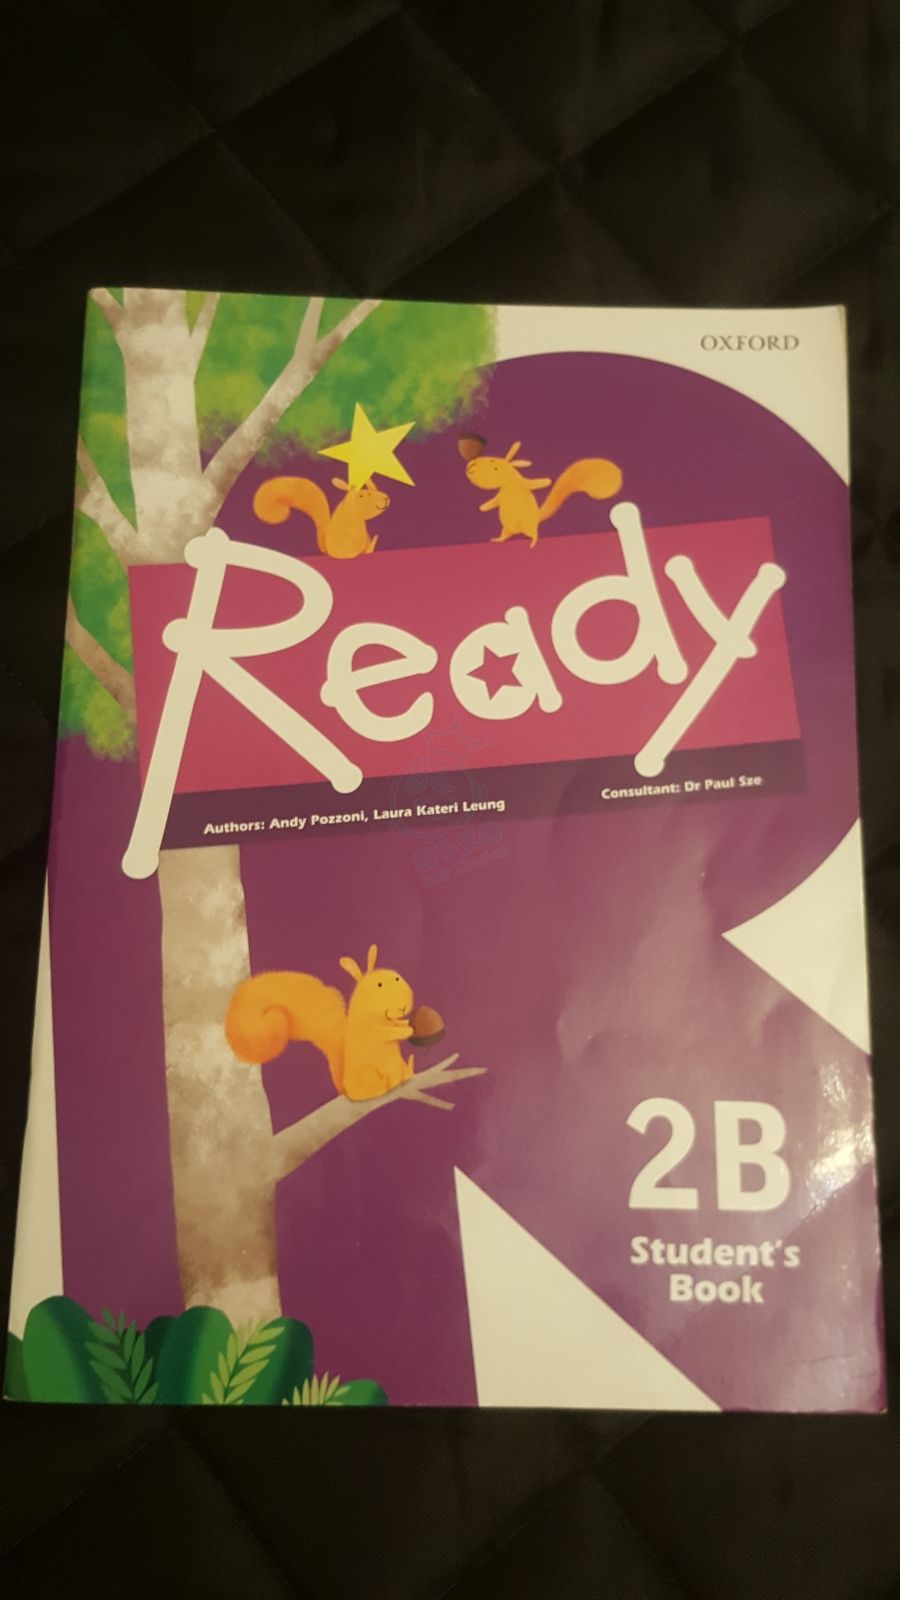 OXFORD
Ready
Authors: Andy Pozzoni, Laura Kateri Leung
Consultant: Dr Paul Sze
2B
Student's
Book